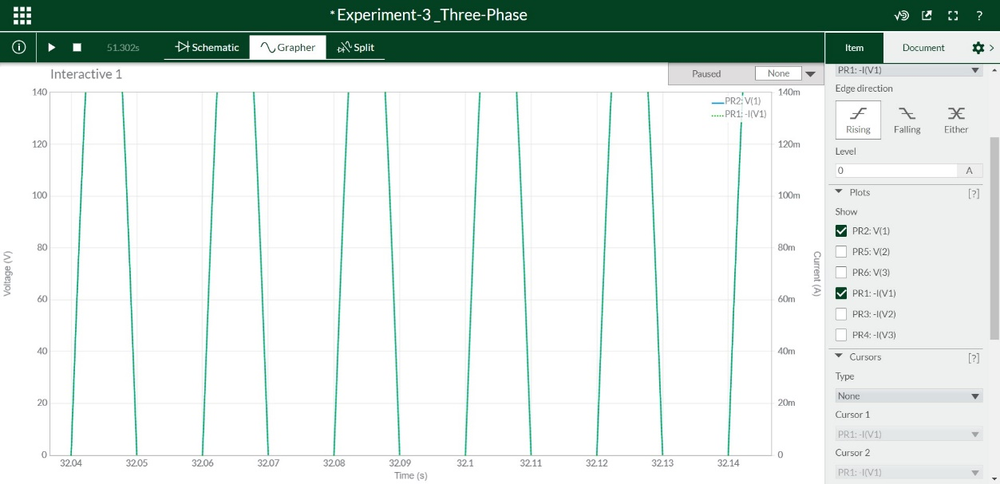 *Experiment-3_Three-Phase
?
i
51.302s
Schematic
Grapher
Split
Item
Document
Interactive 1
Paused
None
140
120
100
80
60
40
20
0
Voltage (V)
PR2: V(1)
PR1: -I(V1)
140m
120m
100m
80m
60m
40m
20m
0
Current (A)
32.04
32.05
32.06
32.07
32.08
32.09
32.1
32.11
32.12
32.13
32.14
Time (s)
PR1: -I(V1)
Edge direction
Rising
Falling
Either
Level
0
A
Plots
[?]
Show
PR2: V(1)
PR5: V(2)
PR6: V(3)
PR1: -I(V1)
PR3: -I(V2)
PR4: -I(V3)
Cursors
[?]
Type
None
Cursor 1
PR1: -I(V1)
Cursor 2
PR1: -I(V1)